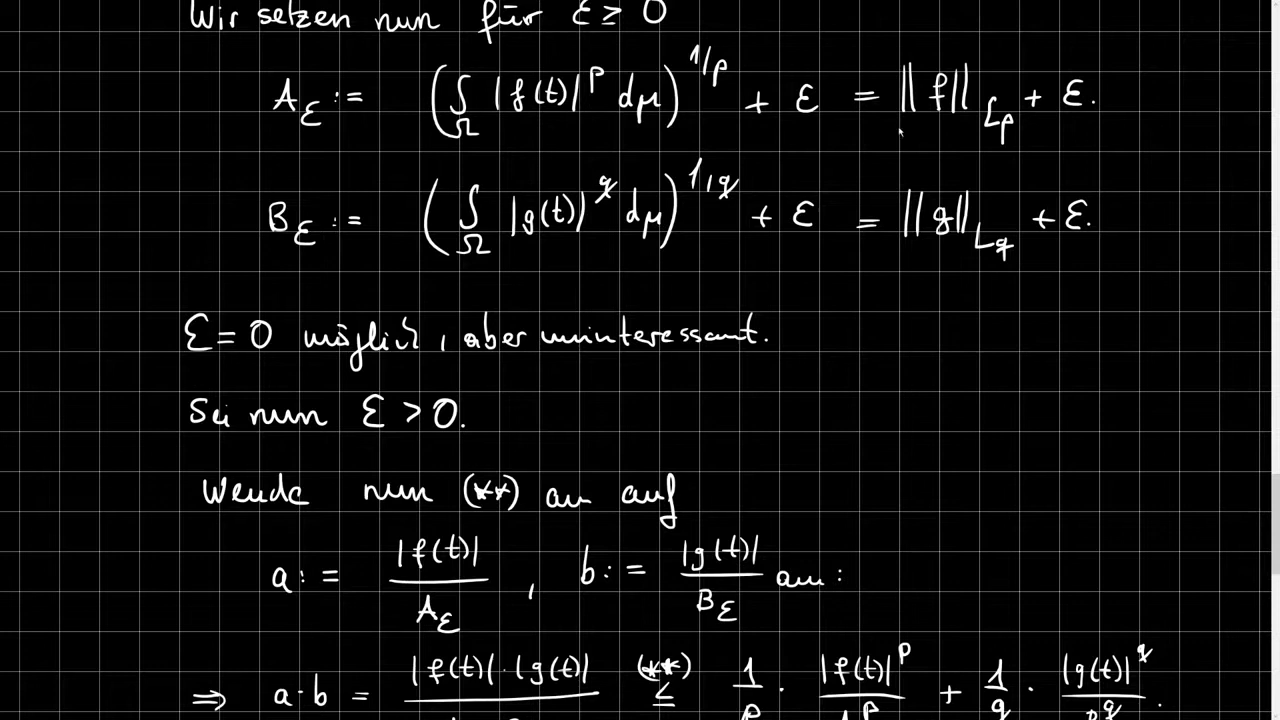 Wir setzen nun für ε ≥ 0
A_ε := (∫_Ω |f(t)|^p dμ)^{1/p} + ε = ||f||_{L_p} + ε.
B_ε := (∫_Ω |g(t)|^q dμ)^{1/q} + ε = ||g||_{L_q} + ε.
ε = 0 möglich, aber uninteressant.
Sei nun ε > 0.
Wende nun (**) an auf
a := |f(t)| / A_ε , b := |g(t)| / B_ε an:
⇒ a·b = |f(t)|·|g(t)| (**) ≤ 1/p · |f(t)|^p / A^p + 1/q · |g(t)|^q / B^q .